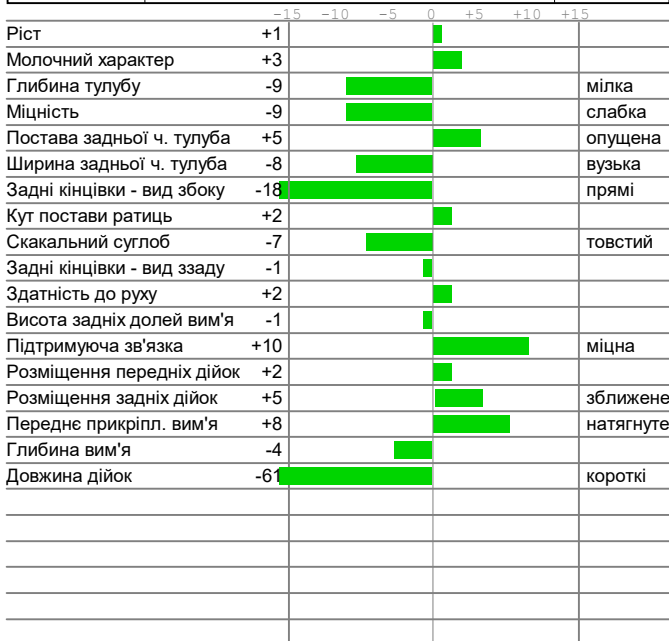 -15 -10 -5 0 +5 +10 +15
Ріст +1
Молочний характер +3
Глибина тулубу -9 мілка
Міцність -9 слабка
Постава задньої ч. тулуба +5 опущена
Ширина задньої ч. тулуба -8 вузька
Задні кінцівки - вид збоку -18 прямі
Кут постави ратиць +2
Скакальний суглоб -7 товстий
Задні кінцівки - вид ззаду -1
Здатність до руху +2
Висота задніх долей вим'я -1
Підтримуюча зв'язка +10 міцна
Розміщення передніх дійок +2
Розміщення задніх дійок +5 зближене
Переднє прикріпл. вим'я +8 натягнуте
Глибина вим'я -4
Довжина дійок -61 короткі